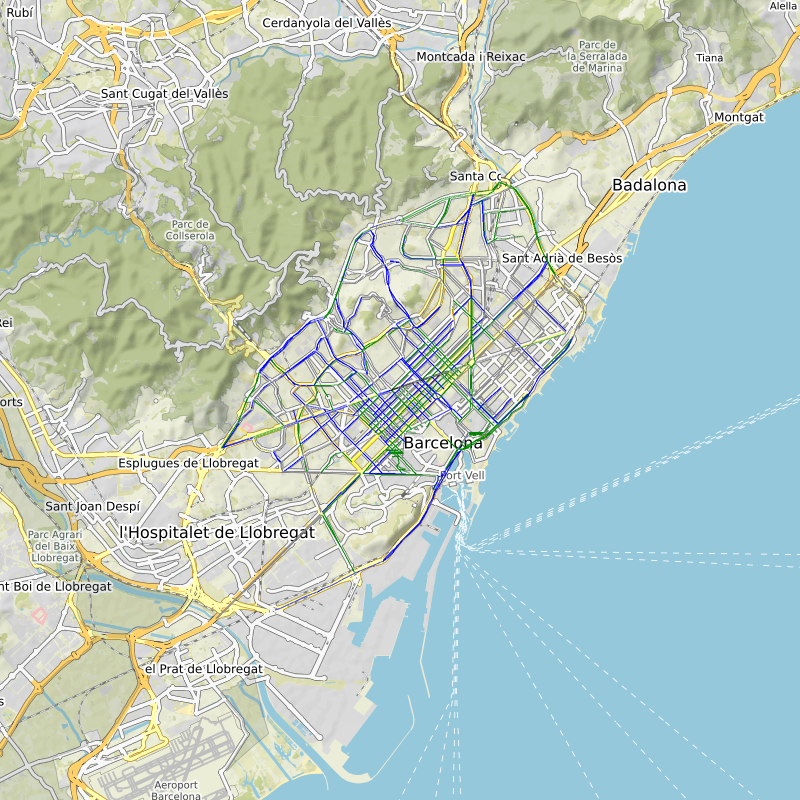 Rubí
Cerdanyola del Vallès
Alella
Montcada i Reixac
Parc de
la Serralada
de Marina
Tiana
Sant Cugat del Vallès
Montgat
Santa Co
Badalona
Parc de
Collserola
Sant Adrià de Besòs
Rei
orts
Barcelona
Esplugues de Llobregat
Port Vell
Sant Joan Despí
l'Hospitalet de Llobregat
Parc Agrari
del Baix
Llobregat
nt Boi de Llobregat
el Prat de Llobregat
s
Aeroport
Barcelona